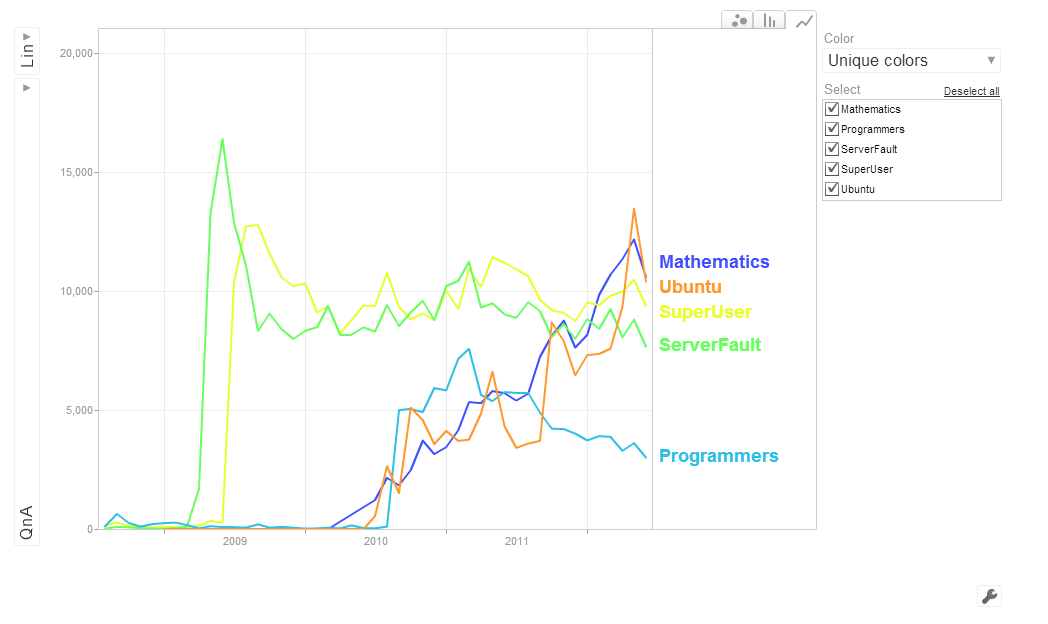 Lin
QnA
20,000
15,000
10,000
5,000
0
2009
2010
2011
Mathematics
Ubuntu
SuperUser
ServerFault
Programmers
Color
Unique colors
Select Deselect all
Mathematics
Programmers
ServerFault
SuperUser
Ubuntu